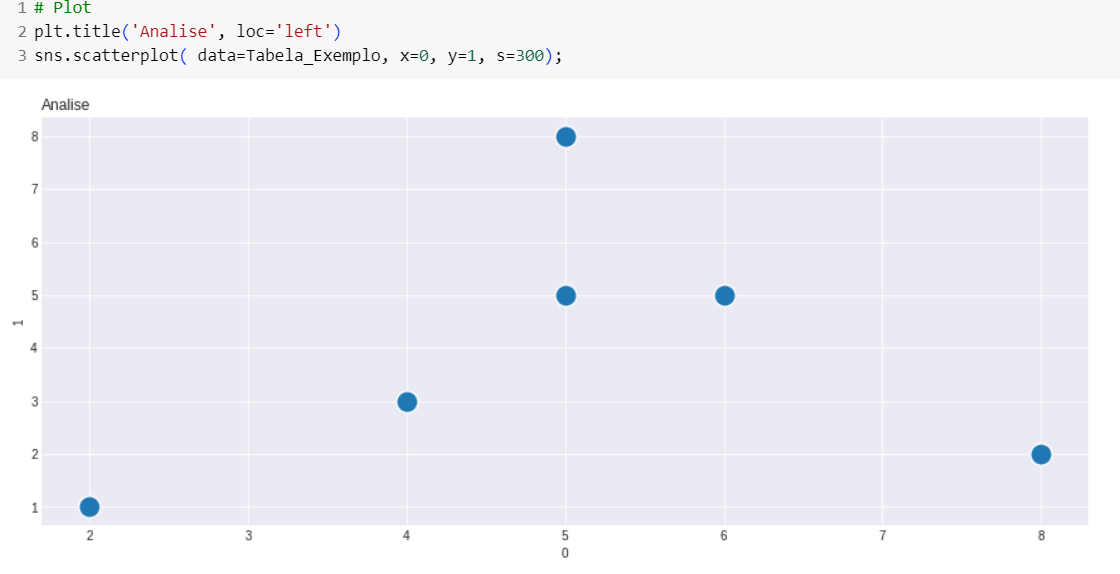 1 # Plot
2 plt.title('Analise', loc='left')
3 sns.scatterplot( data=Tabela_Exemplo, x=0, y=1, s=300);
Analise
8
7
6
5
4
3
2
1
1
2 3 4 5 6 7 8
0